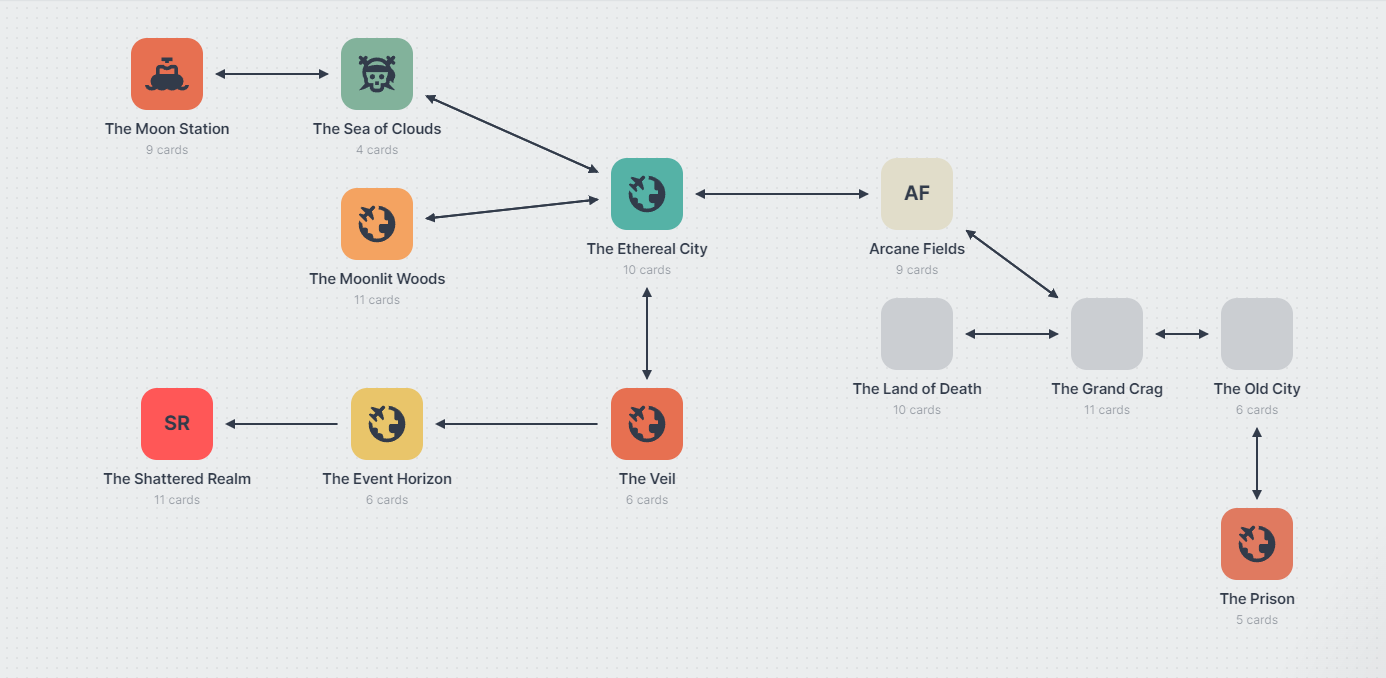 The Moon Station
9 cards
The Sea of Clouds
4 cards
The Moonlit Woods
11 cards
The Ethereal City
10 cards
AF
Arcane Fields
9 cards
The Land of Death
10 cards
The Grand Crag
11 cards
The Old City
6 cards
SR
The Shattered Realm
11 cards
The Event Horizon
6 cards
The Veil
6 cards
The Prison
5 cards